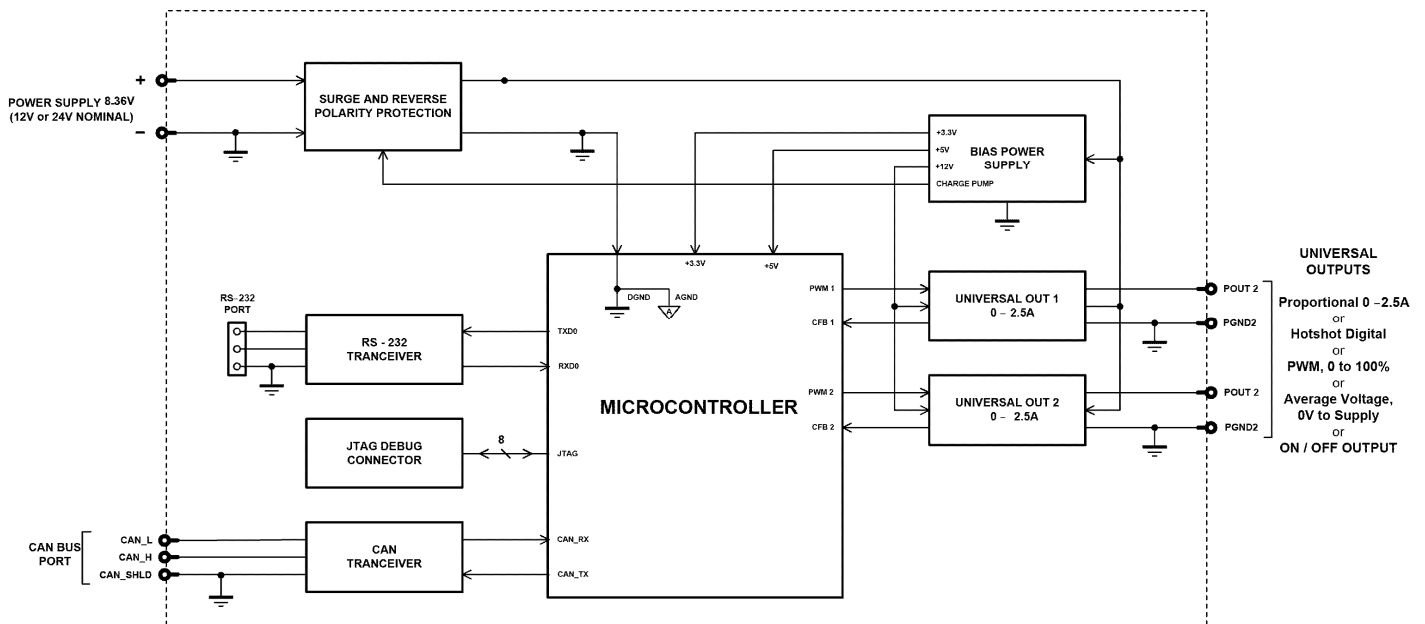 +
POWER SUPPLY 8.36V
(12V or 24V NOMINAL)
−
SURGE AND REVERSE
POLARITY PROTECTION
+3.3V
+5V
+12V
CHARGE PUMP
BIAS POWER
SUPPLY
+3.3V
+5V
DGND
AGND
A
RS-232
PORT
RS - 232
TRANCEIVER
TXD0
RXD0
JTAG DEBUG
CONNECTOR
8
JTAG
CAN BUS
PORT
CAN_L
CAN_H
CAN_SHLD
CAN
TRANCEIVER
CAN_RX
CAN_TX
MICROCONTROLLER
PWM 1
CFB 1
PWM 2
CFB 2
UNIVERSAL OUT 1
0 – 2.5A
UNIVERSAL OUT 2
0 – 2.5A
POUT 2
PGND2
POUT 2
PGND2
UNIVERSAL
OUTPUTS
Proportional 0 –2.5A
or
Hotshot Digital
or
PWM, 0 to 100%
or
Average Voltage,
0V to Supply
or
ON / OFF OUTPUT